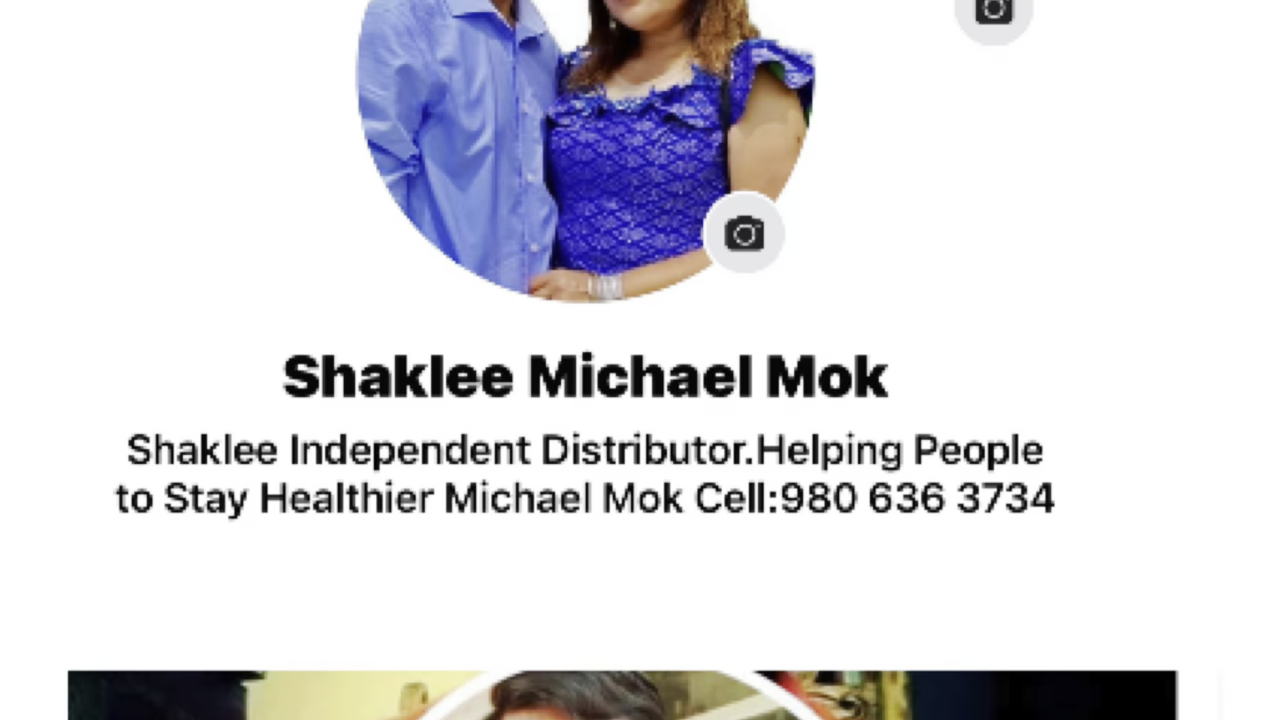 Shaklee Michael Mok
Shaklee Independent Distributor.Helping People
to Stay Healthier Michael Mok Cell:980 636 3734